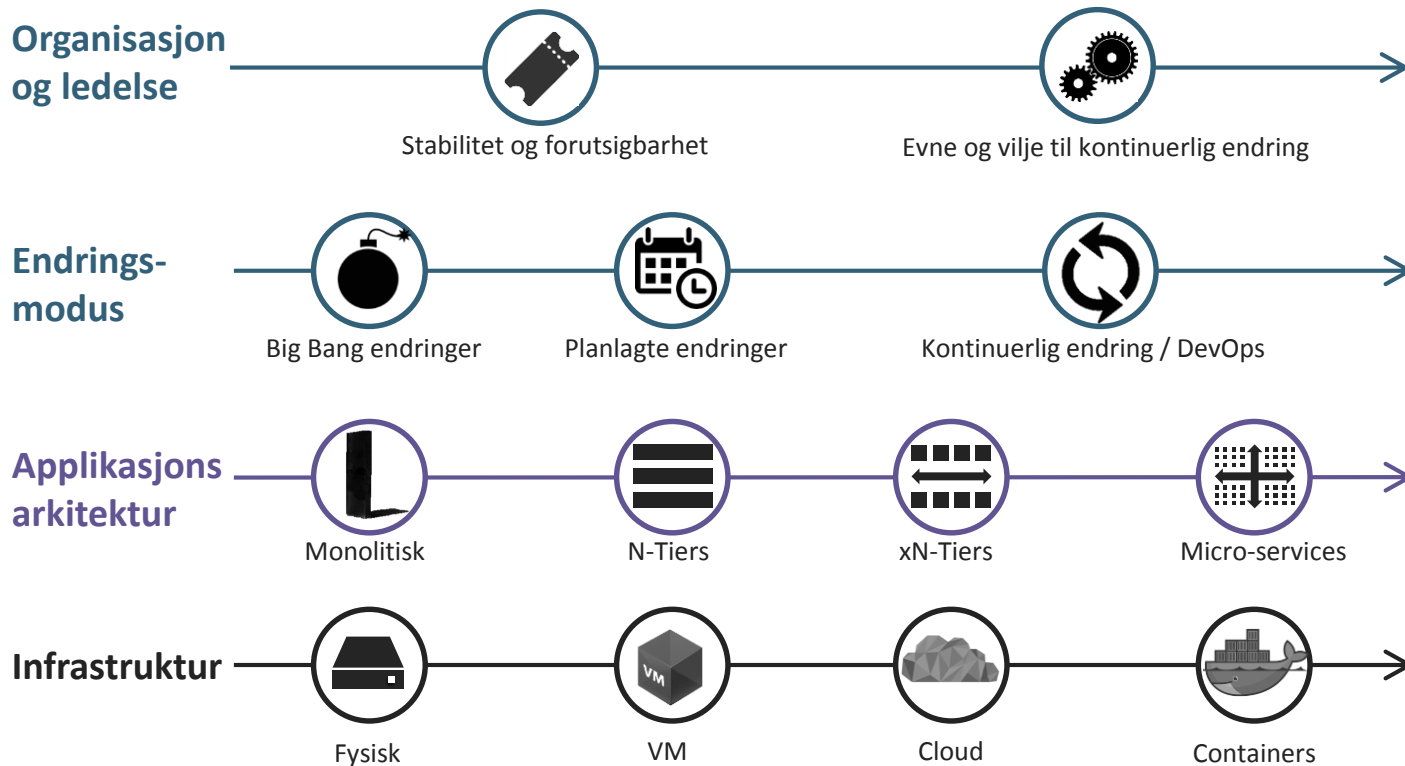 Organisasjon
og ledelse
Stabilitet og forutsigbarhet
Evne og vilje til kontinuerlig endring
Endrings-
modus
Big Bang endringer
Planlagte endringer
Kontinuerlig endring / DevOps
Applikasjons
arkitektur
Monolitisk
N-Tiers
xN-Tiers
Micro-services
Infrastruktur
VM
Fysisk
VM
Cloud
Containers